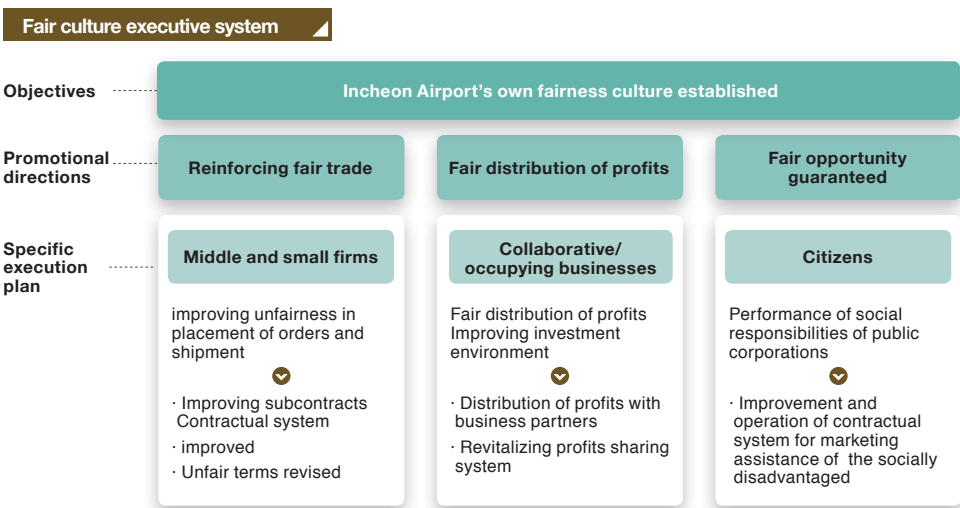 Fair culture executive system
Objectives
Incheon Airport's own fairness culture established
Promotional
directions
Reinforcing fair trade
Fair distribution of profits
Fair opportunity
guaranteed
Specific
execution
plan
Middle and small firms
improving unfairness in
placement of orders and
shipment
· Improving subcontracts
Contractual system
· improved
· Unfair terms revised
Collaborative/
occupying businesses
Fair distribution of profits
Improving investment
environment
· Distribution of profits with
business partners
· Revitalizing profits sharing
system
Citizens
Performance of social
responsibilities of public
corporations
· Improvement and
operation of contractual
system for marketing
assistance of the socially
disadvantaged